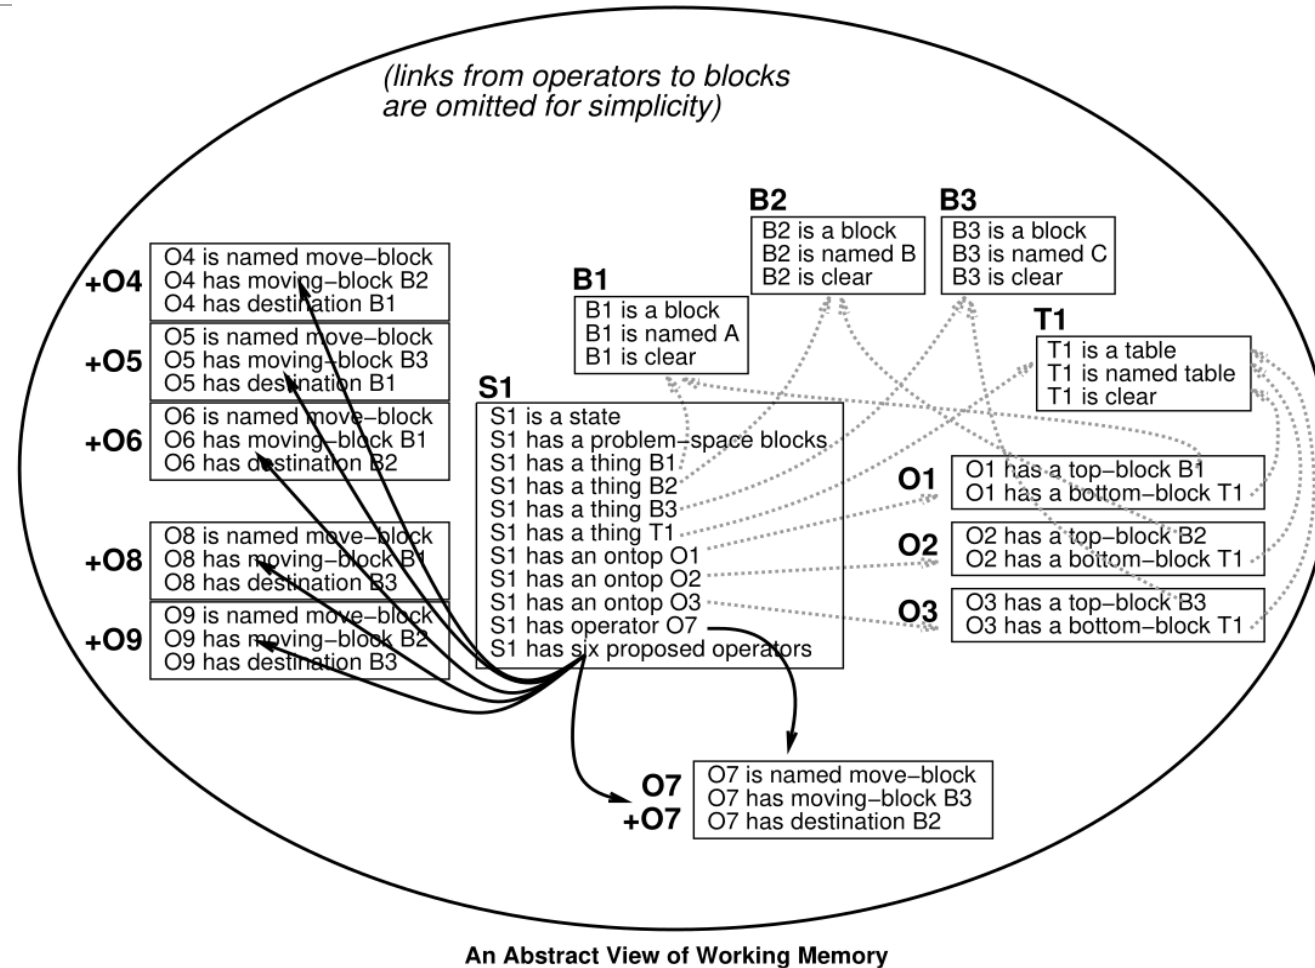 (links from operators to blocks
are omitted for simplicity)
B2
B2 is a block
B2 is named B
B2 is clear
B3
B3 is a block
B3 is named C
B3 is clear
+O4
O4 is named move−block
O4 has moving−block B2
O4 has destination B1
+O5
O5 is named move−block
O5 has moving−block B3
O5 has destination B1
+O6
O6 is named move−block
O6 has moving−block B1
O6 has destination B2
+O8
O8 is named move−block
O8 has moving−block B1
O8 has destination B3
+O9
O9 is named move−block
O9 has moving−block B2
O9 has destination B3
B1
B1 is a block
B1 is named A
B1 is clear
T1
T1 is a table
T1 is named table
T1 is clear
S1
S1 is a state
S1 has a problem−space blocks
S1 has a thing B1
S1 has a thing B2
S1 has a thing B3
S1 has a thing T1
S1 has an ontop O1
S1 has an ontop O2
S1 has an ontop O3
S1 has operator O7
S1 has six proposed operators
O1
O1 has a top−block B1
O1 has a bottom−block T1
O2
O2 has a top−block B2
O2 has a bottom−block T1
O3
O3 has a top−block B3
O3 has a bottom−block T1
O7
+O7
O7 is named move−block
O7 has moving−block B3
O7 has destination B2
An Abstract View of Working Memory